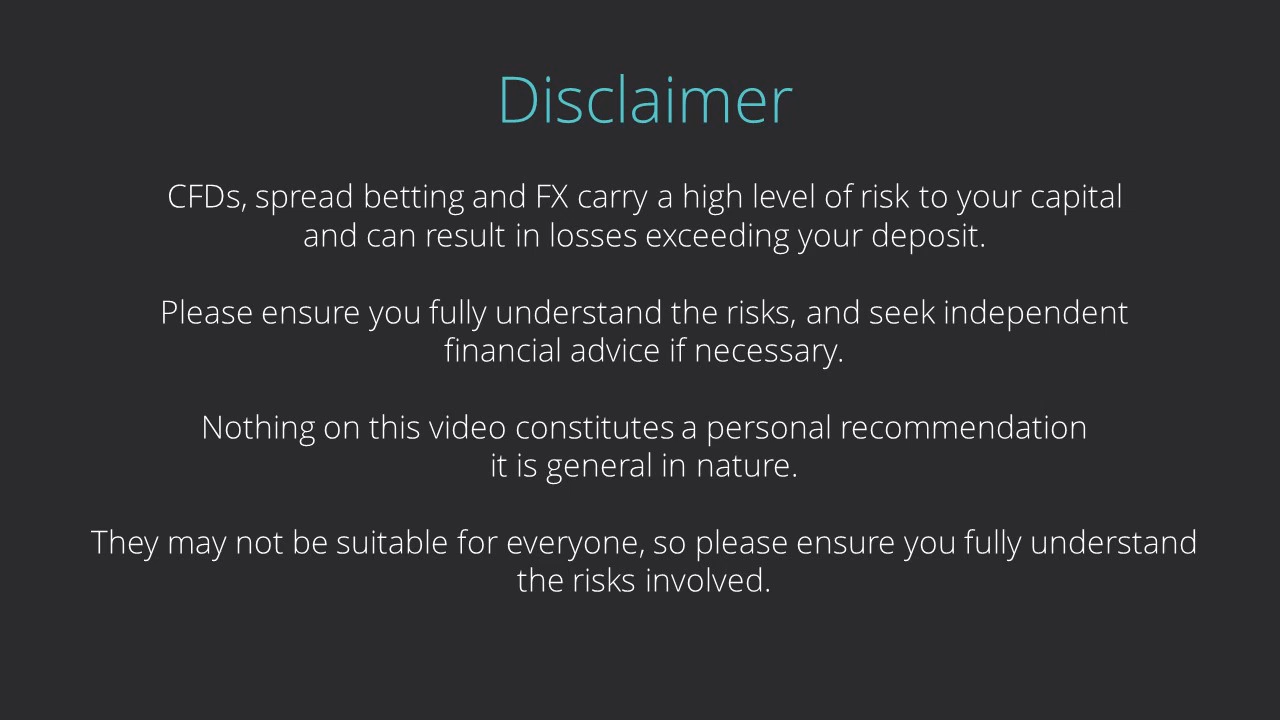 Disclaimer
CFDs, spread betting and FX carry a high level of risk to your capital
and can result in losses exceeding your deposit.
Please ensure you fully understand the risks, and seek independent
financial advice if necessary.
Nothing on this video constitutes a personal recommendation
it is general in nature.
They may not be suitable for everyone, so please ensure you fully understand
the risks involved.